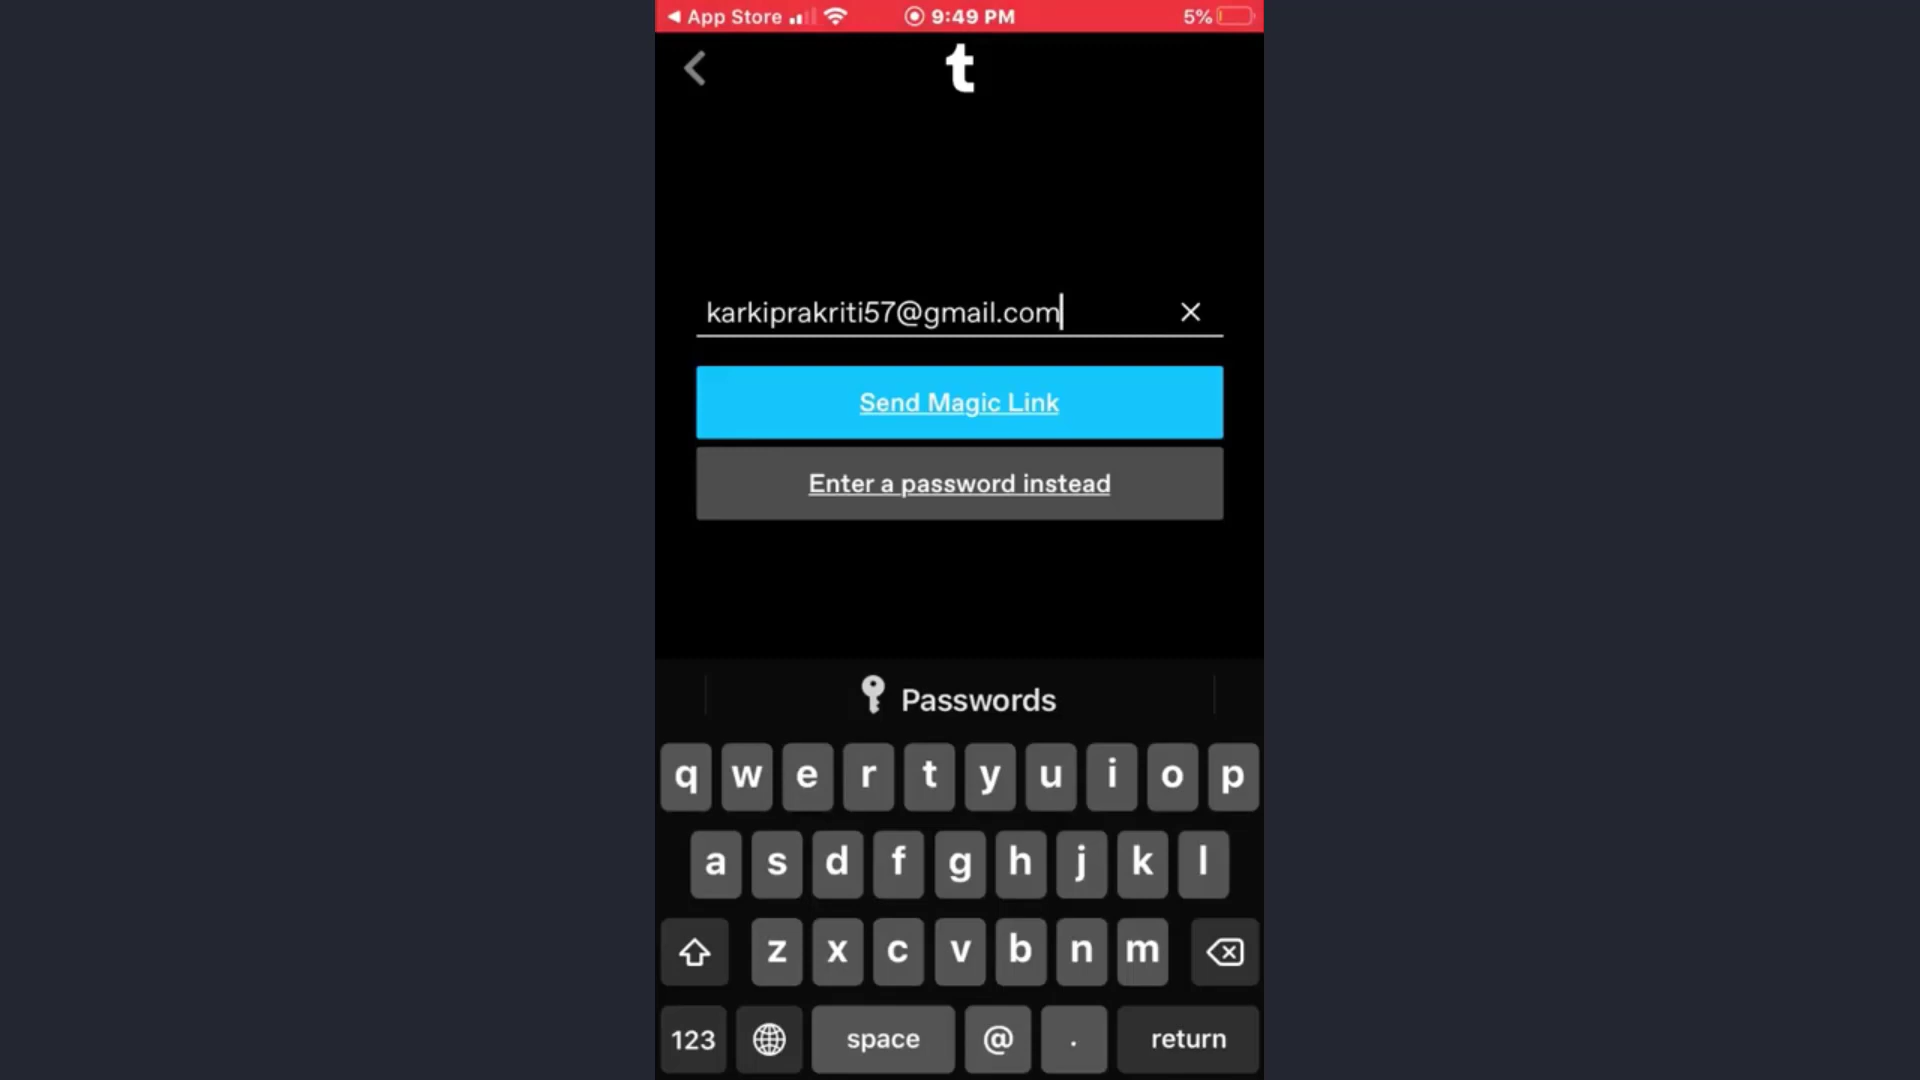 App Store 9:49 PM 5%
t
karkiprakriti57@gmail.com
Send Magic Link
Enter a password instead
Passwords
q w e r t y u i o p
a s d f g h j k l
z x c v b n m
123 space @ . return